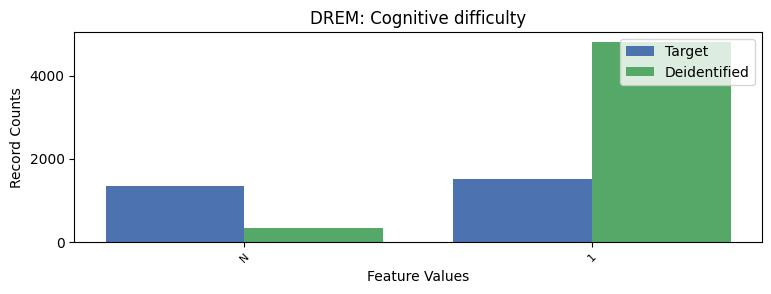 DREM: Cognitive difficulty
Target
Deidentified
Record Counts
4000
2000
0
N
1
Feature Values